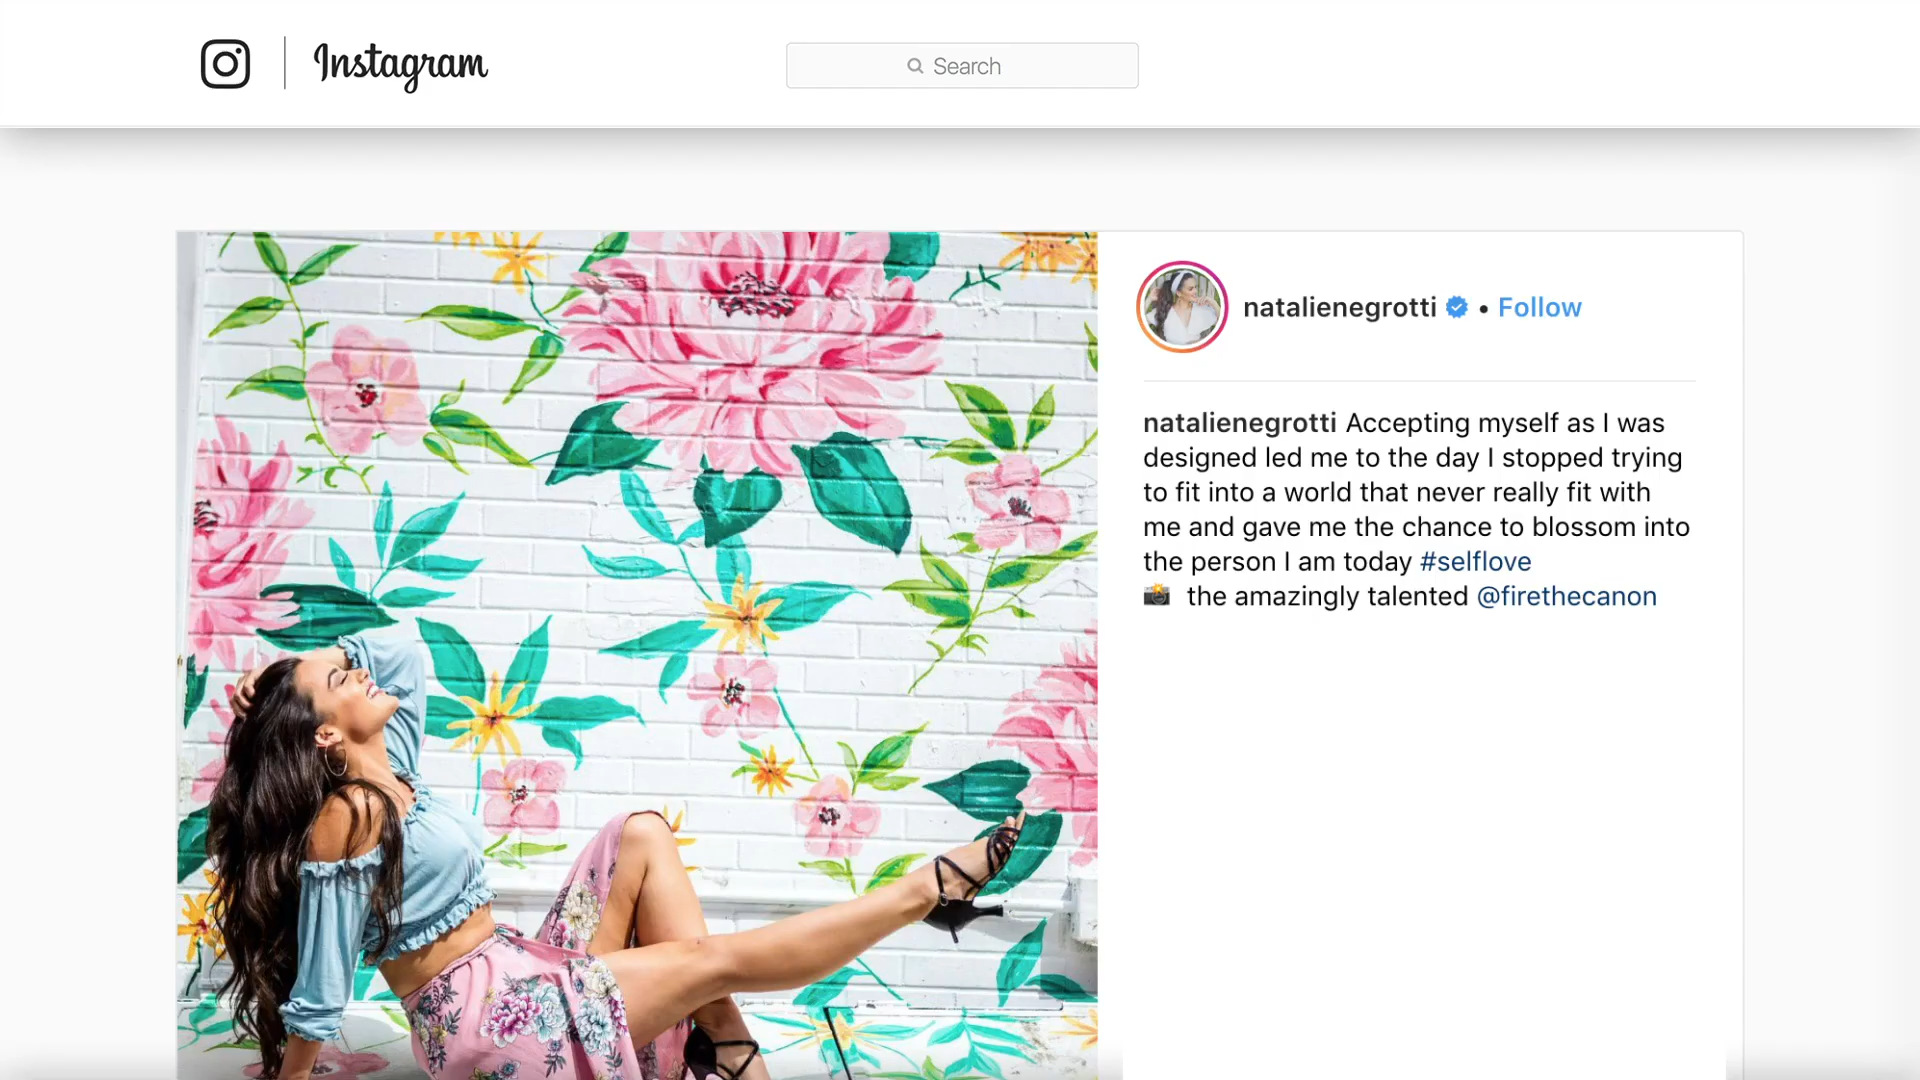 Instagram
Search
natalienegrotti • Follow
natalienegrotti Accepting myself as I was
designed led me to the day I stopped trying
to fit into a world that never really fit with
me and gave me the chance to blossom into
the person I am today #selflove
📸 the amazingly talented @firethecanon